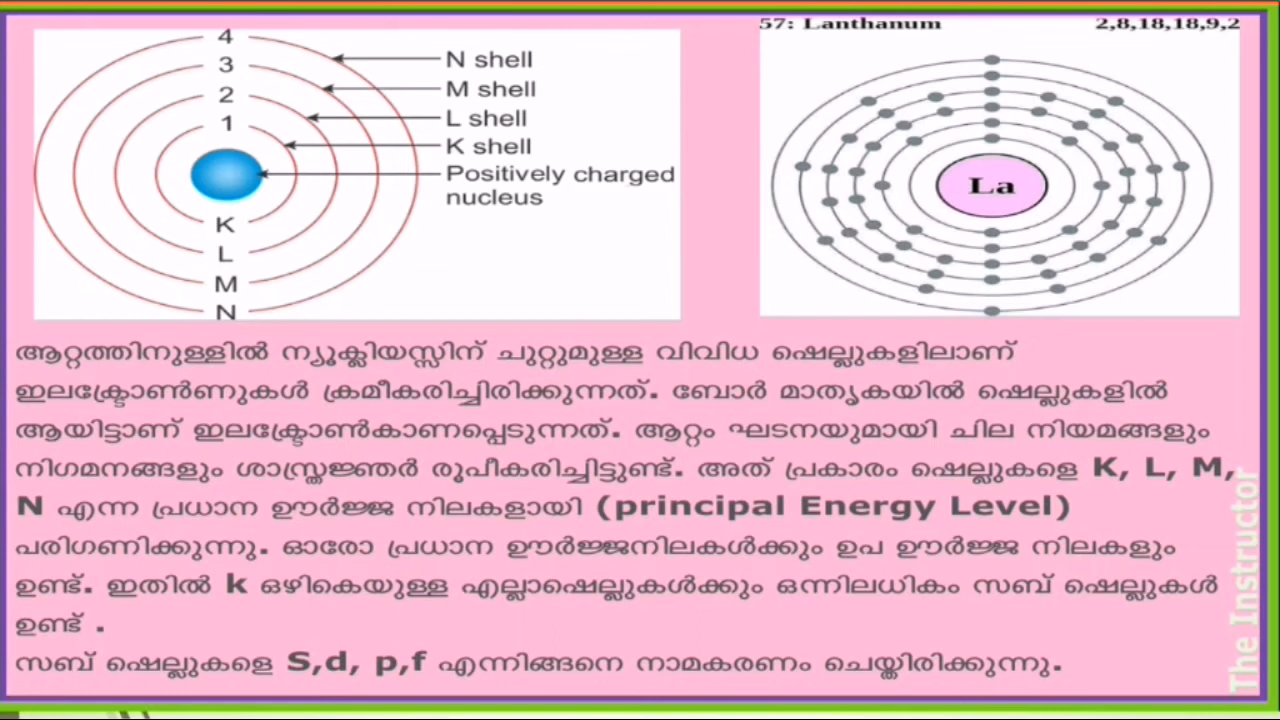 4
3
2
1
N shell
M shell
L shell
K shell
Positively charged
nucleus
K
L
M
N
57: Lanthanum 2,8,18,18,9,2
La
ആറ്റത്തിനുള്ളിൽ ന്യൂക്ലിയസ്സിന് ചുറ്റുമുള്ള വിവിധ ഷെല്ലുകളിലാണ്
ഇലക്ട്രോൺണുകൾ ക്രമീകരിച്ചിരിക്കുന്നത്. ബോർ മാതൃകയിൽ ഷെല്ലുകളിൽ
ആയിട്ടാണ് ഇലക്ട്രോൺകാണപ്പെടുന്നത്. ആറ്റം ഘടനയുമായി ചില നിയമങ്ങളും
നിഗമനങ്ങളും ശാസ്ത്രജ്ഞർ രൂപീകരിച്ചിട്ടുണ്ട്. അത് പ്രകാരം ഷെല്ലുകളെ K, L, M,
N എന്ന പ്രധാന ഊർജ്ജ നിലകളായി (principal Energy Level)
പരിഗണിക്കുന്നു. ഓരോ പ്രധാന ഊർജ്ജനിലകൾക്കും ഉപ ഊർജ്ജ നിലകളും
ഉണ്ട്. ഇതിൽ k ഒഴികെയുള്ള എല്ലാഷെല്ലുകൾക്കും ഒന്നിലധികം സബ് ഷെല്ലുകൾ
ഉണ്ട് .
സബ് ഷെല്ലുകളെ S,d, p,f എന്നിങ്ങനെ നാമകരണം ചെയ്തിരിക്കുന്നു.
The Instructor